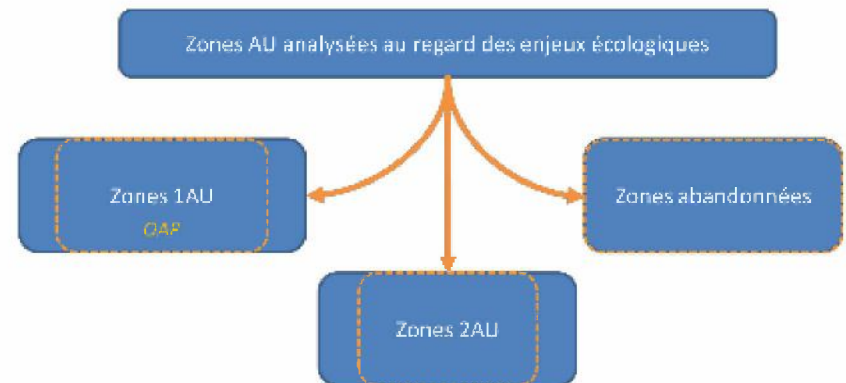 Zones AU analysées au regard des enjeux écologiques
Zones 1AU
OAP
Zones abandonnées
Zones 2AU